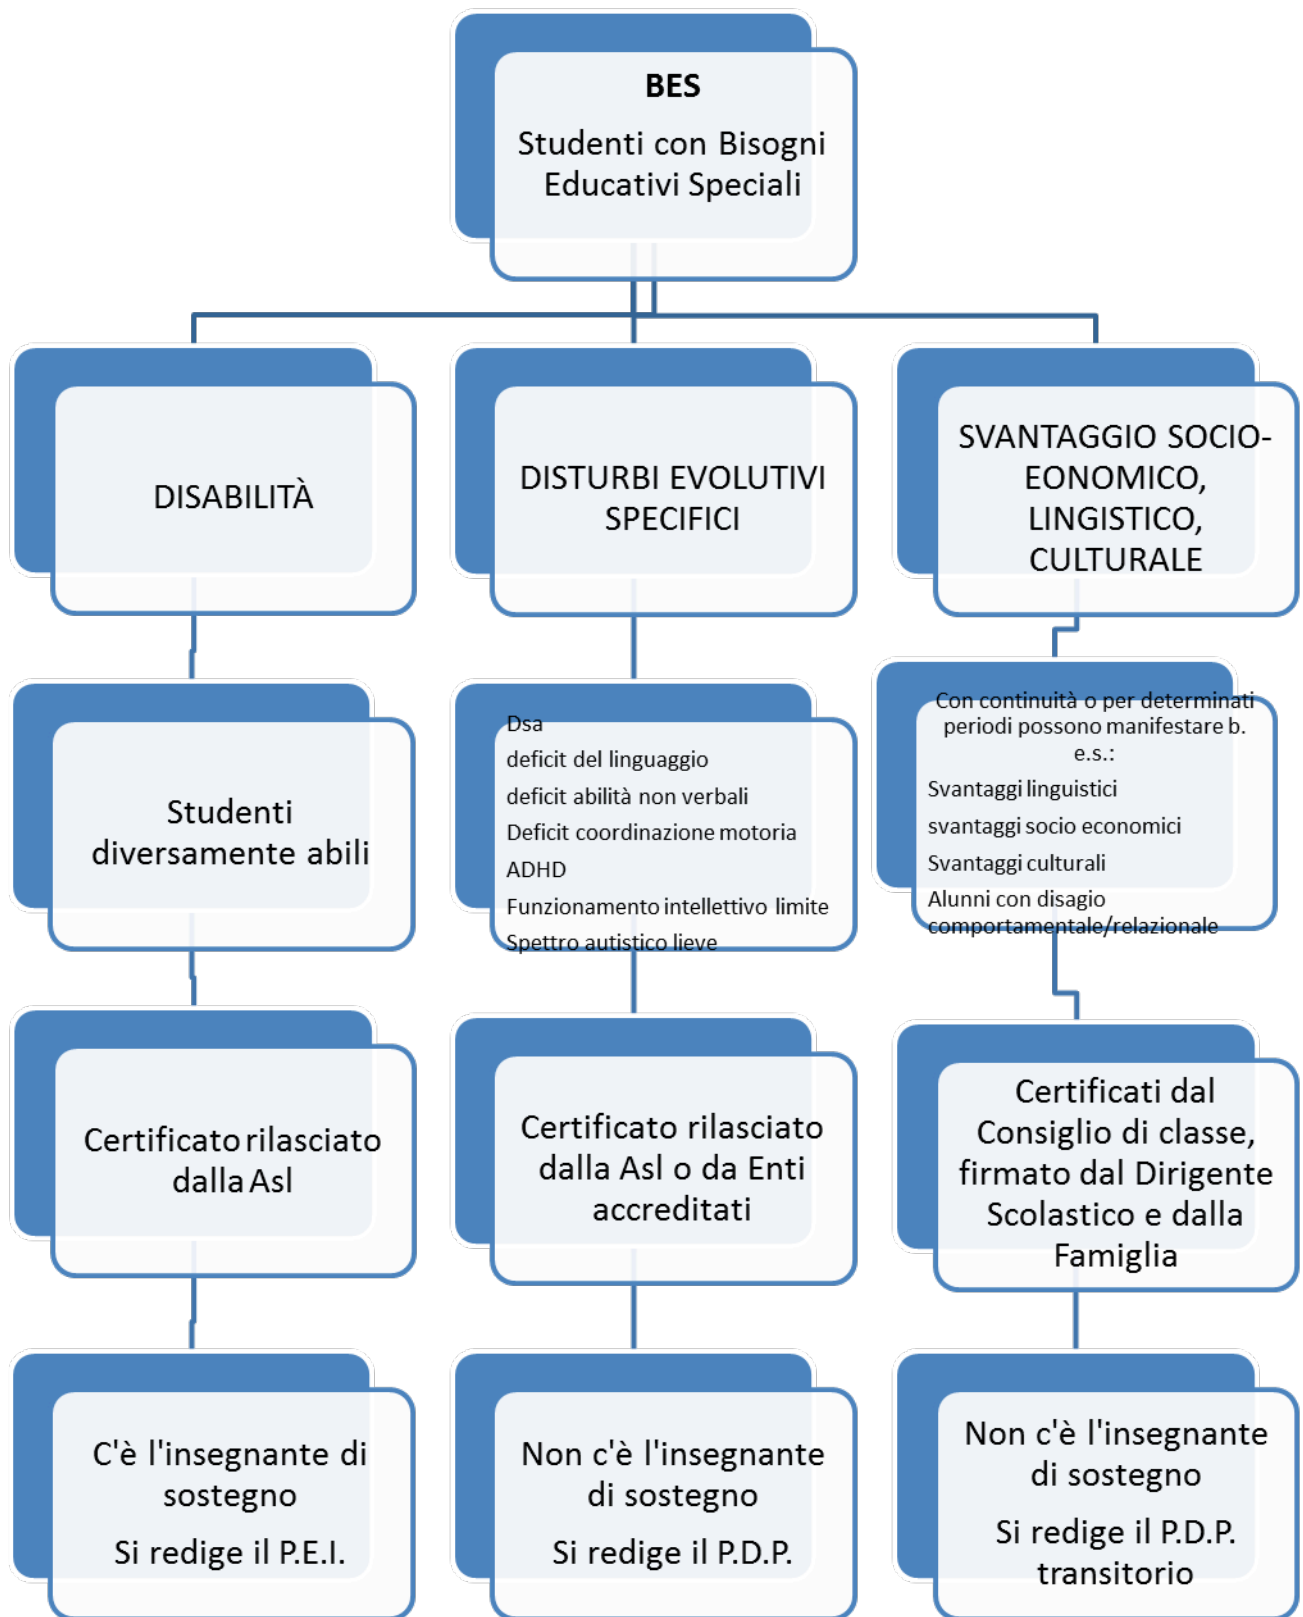 BES
Studenti con Bisogni
Educativi Speciali
DISABILITÀ
DISTURBI EVOLUTIVI
SPECIFICI
SVANTAGGIO SOCIO-
EONOMICO,
LINGISTICO,
CULTURALE
Studenti
diversamente abili
Dsa
deficit del linguaggio
deficit abilità non verbali
Deficit coordinazione motoria
ADHD
Funzionamento intellettivo limite
Spettro autistico lieve
Con continuità o per determinati
periodi possono manifestare b.
e.s.:
Svantaggi linguistici
svantaggi socio economici
Svantaggi culturali
Alunni con disagio
comportamentale/relazionale
Certificato rilasciato
dalla Asl
Certificato rilasciato
dalla Asl o da Enti
accreditati
Certificati dal
Consiglio di classe,
firmato dal Dirigente
Scolastico e dalla
Famiglia
C'è l'insegnante di
sostegno
Si redige il P.E.I.
Non c'è l'insegnante
di sostegno
Si redige il P.D.P.
Non c'è l'insegnante
di sostegno
Si redige il P.D.P.
transitorio